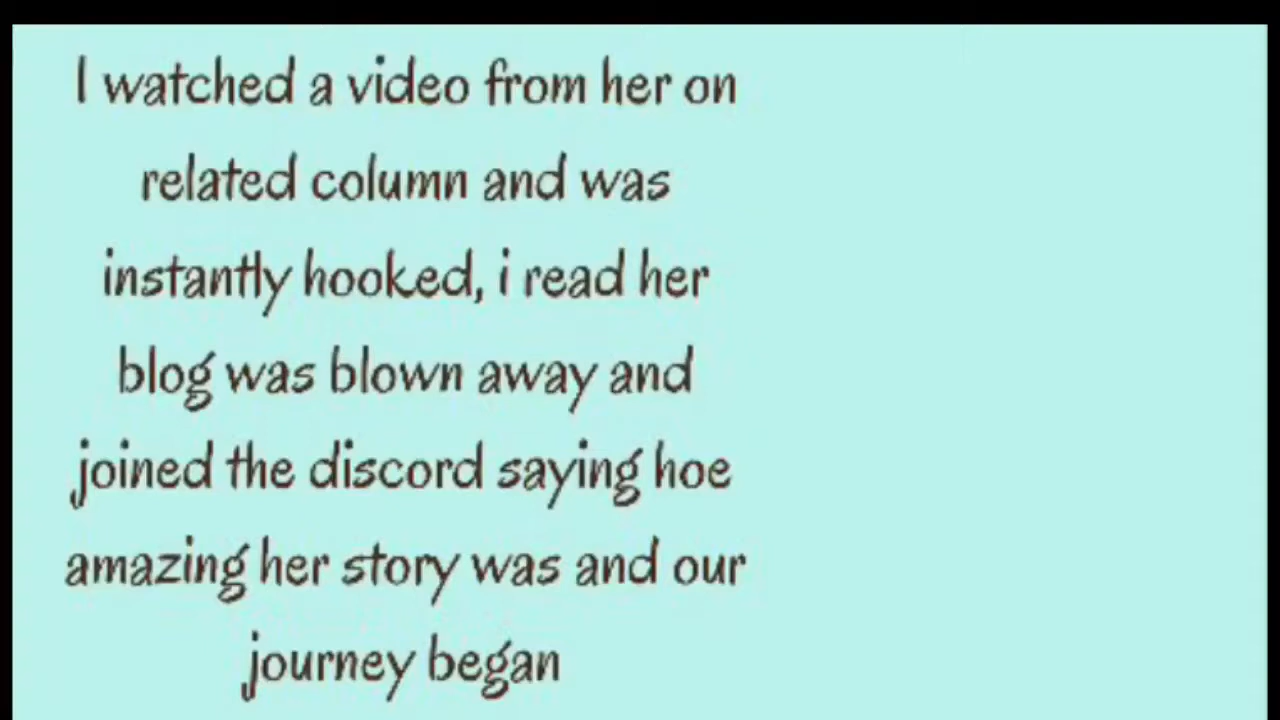 I watched a video from her on
related column and was
instantly hooked, i read her
blog was blown away and
joined the discord saying hoe
amazing her story was and our
journey began